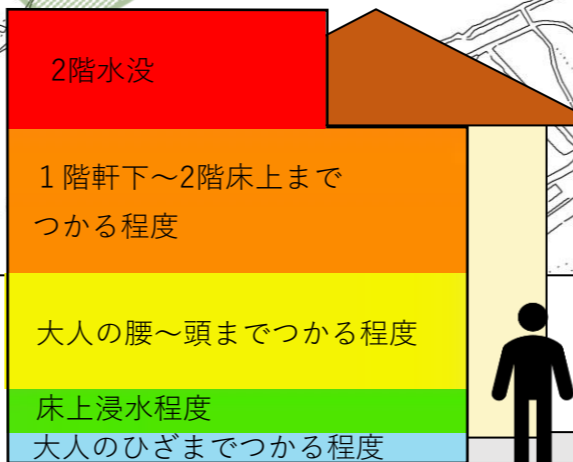 2階水没
１階軒下～2階床上まで
つかる程度
大人の腰～頭までつかる程度
床上浸水程度
大人のひざまでつかる程度